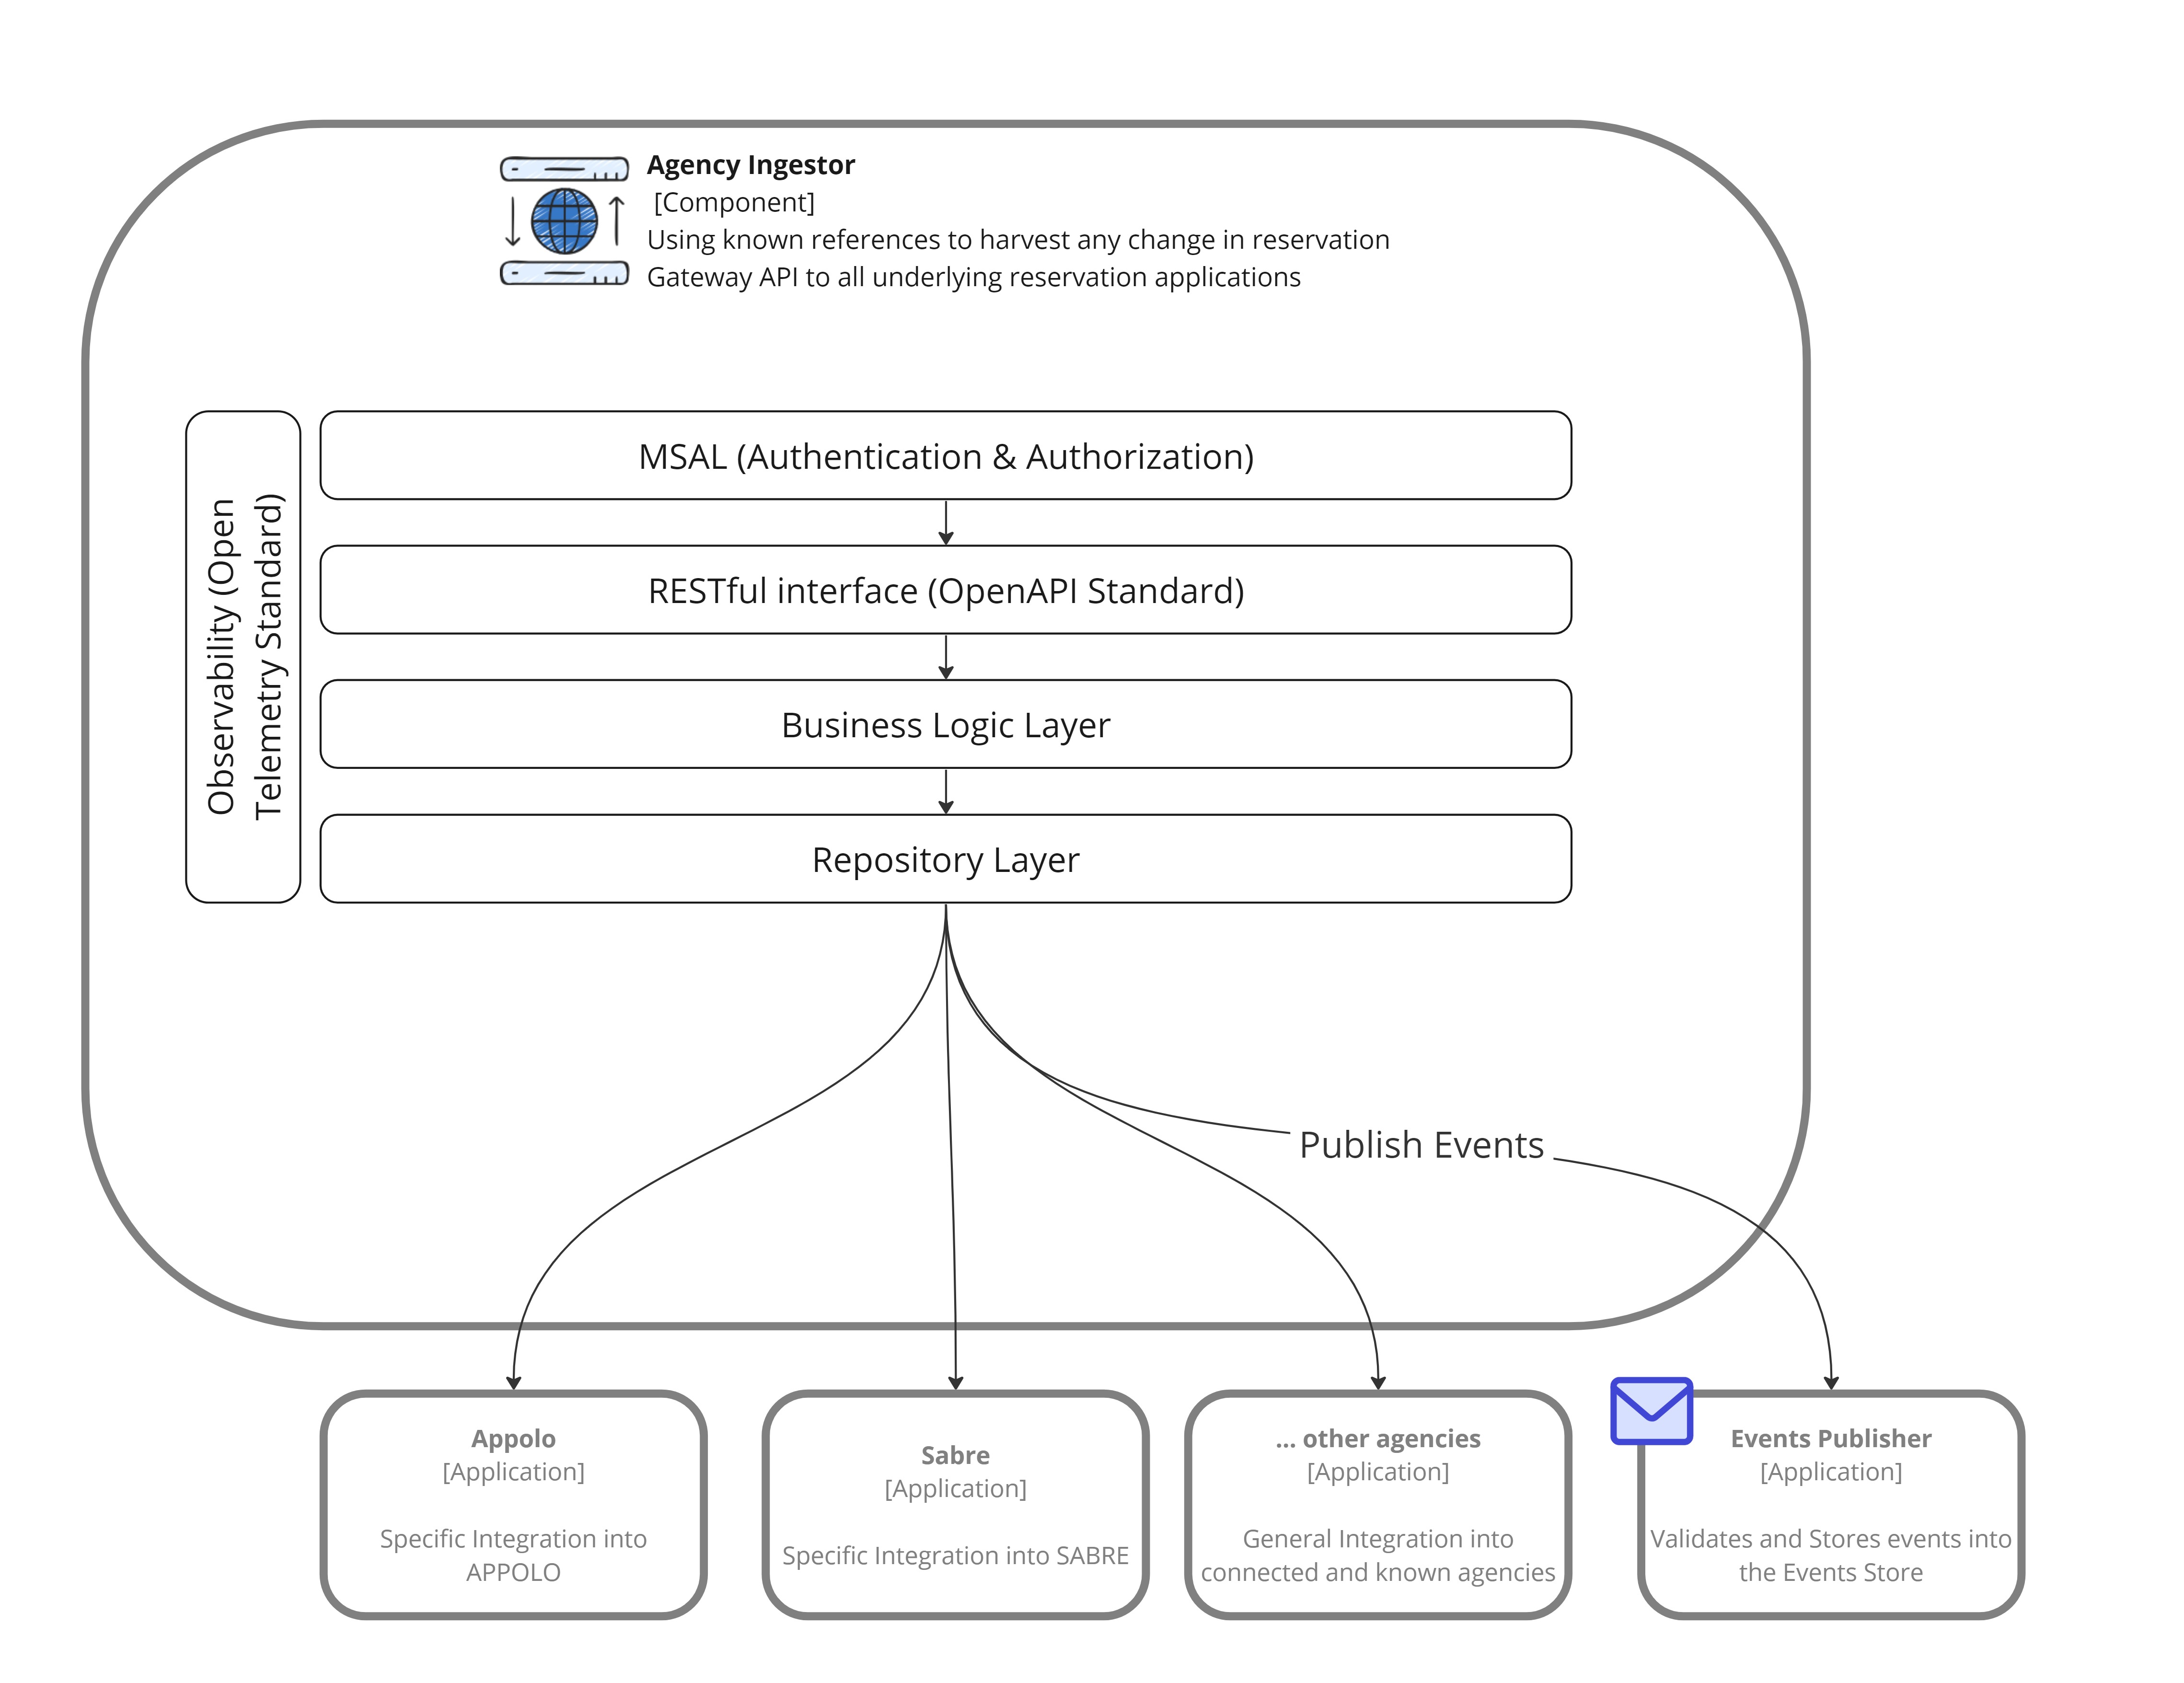 Agency Ingestor
[Component]
Using known references to harvest any change in reservation
Gateway API to all underlying reservation applications
Observability (Open
Telemetry Standard)
MSAL (Authentication & Authorization)
RESTful interface (OpenAPI Standard)
Business Logic Layer
Repository Layer
Publish Events
Appolo
[Application]
Specific Integration into
APPOLO
Sabre
[Application]
Specific Integration into SABRE
... other agencies
[Application]
General Integration into
connected and known agencies
Events Publisher
[Application]
Validates and Stores events into
the Events Store